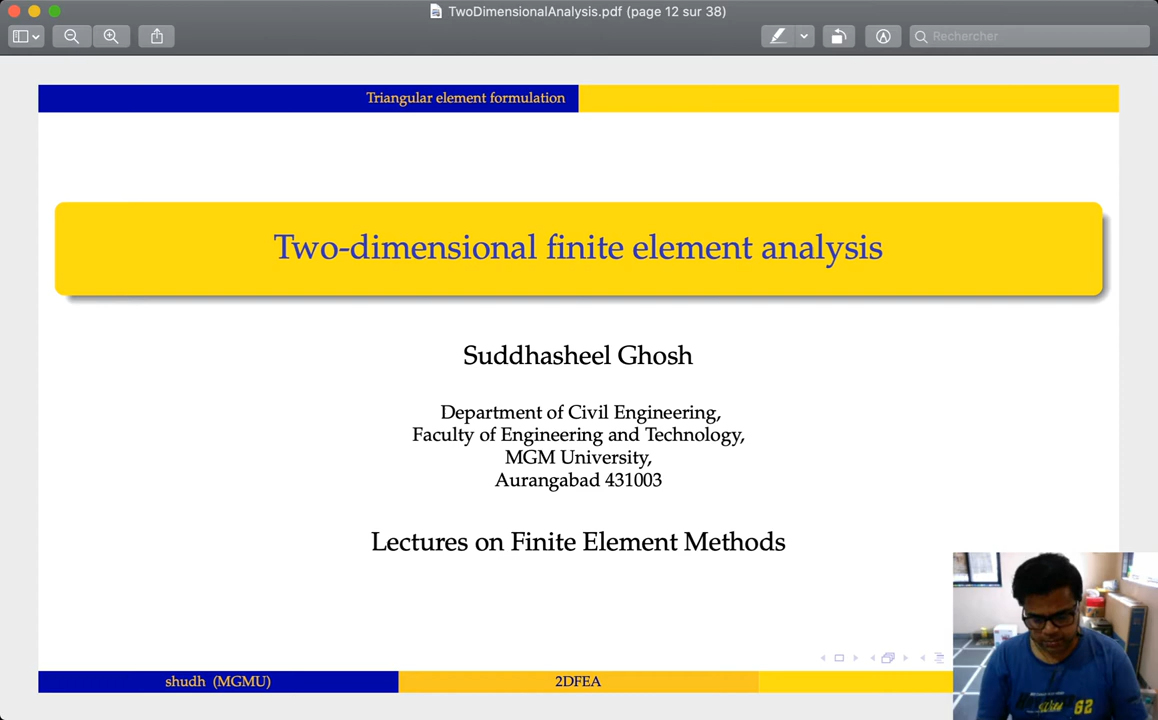 TwoDimensionalAnalysis.pdf (page 12 sur 38)
Rechercher
Triangular element formulation
Two-dimensional finite element analysis
Suddhasheel Ghosh
Department of Civil Engineering,
Faculty of Engineering and Technology,
MGM University,
Aurangabad 431003
Lectures on Finite Element Methods
shudh (MGMU)
2DFEA
62